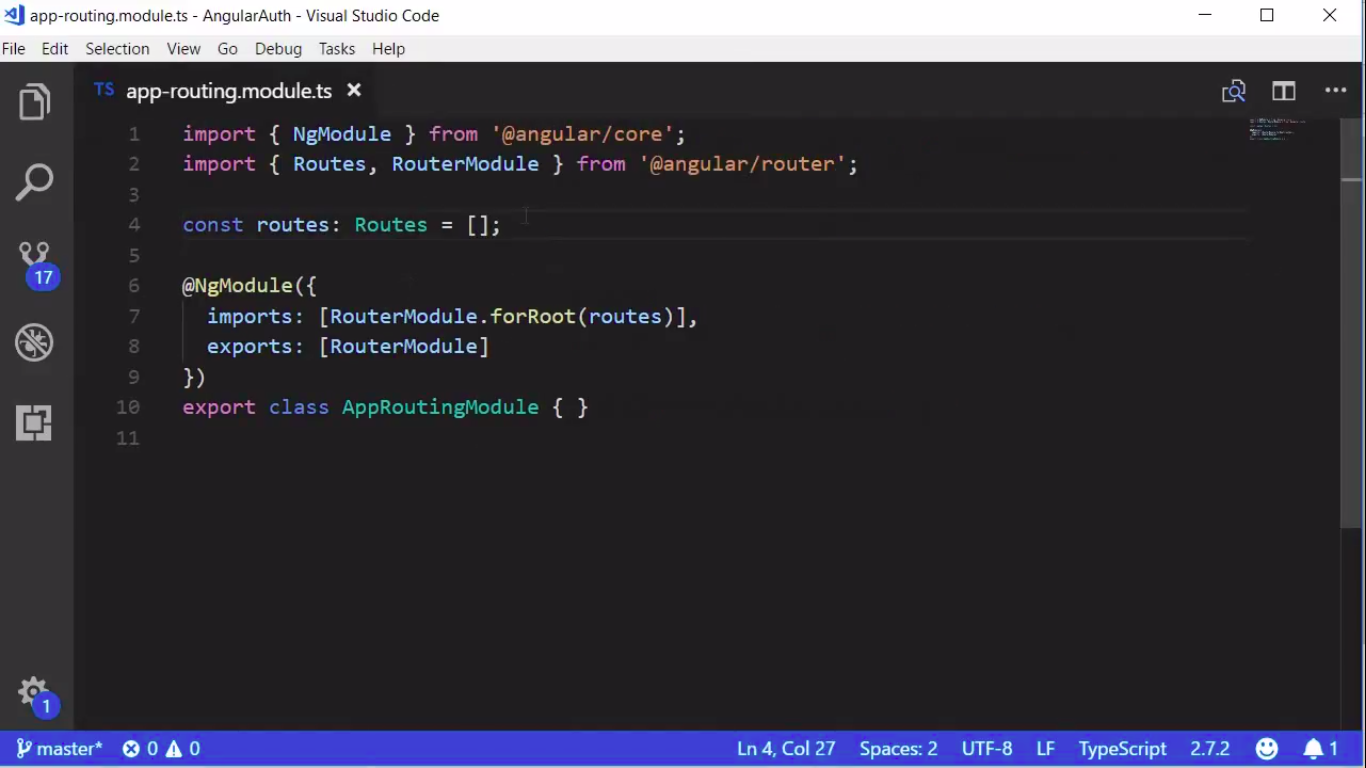 app-routing.module.ts - AngularAuth - Visual Studio Code
File Edit Selection View Go Debug Tasks Help
TS app-routing.module.ts
1 import { NgModule } from '@angular/core';
2 import { Routes, RouterModule } from '@angular/router';
3
4 const routes: Routes = [];
5
6 @NgModule({
7 imports: [RouterModule.forRoot(routes)],
8 exports: [RouterModule]
9 })
10 export class AppRoutingModule { }
11
17
1
master* 0 0 Ln 4, Col 27 Spaces: 2 UTF-8 LF TypeScript 2.7.2 1